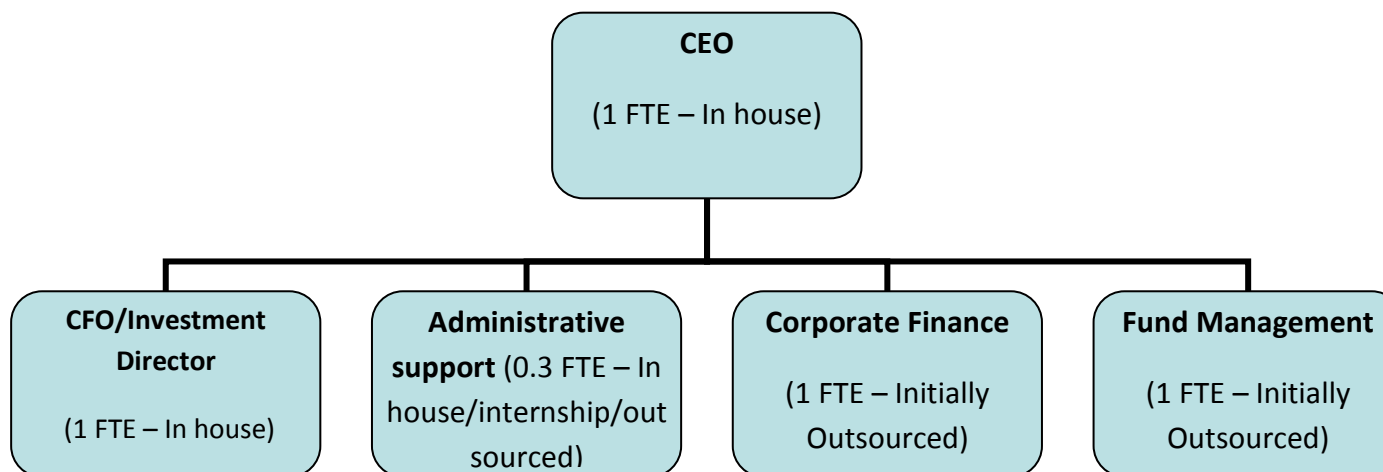 CEO
(1 FTE – In house)
CFO/Investment
Director
(1 FTE – In house)
Administrative
support (0.3 FTE – In
house/internship/out
sourced)
Corporate Finance
(1 FTE – Initially
Outsourced)
Fund Management
(1 FTE – Initially
Outsourced)